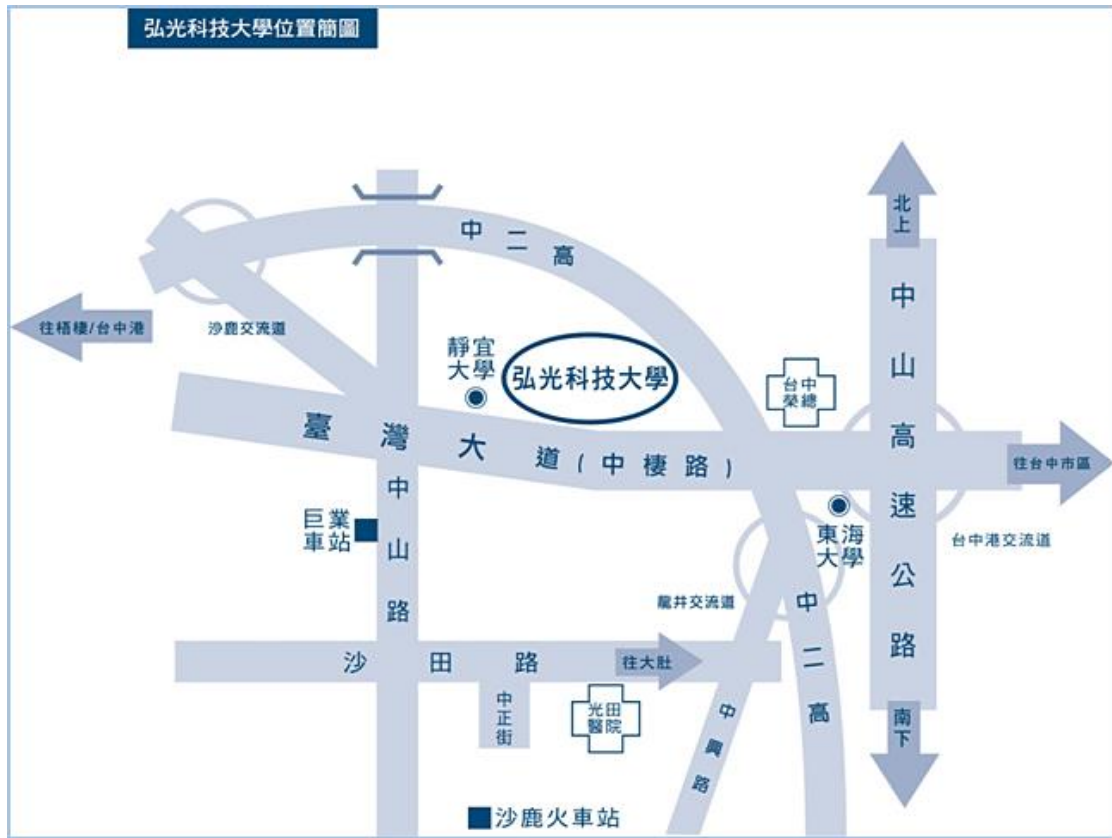 弘光科技大學位置簡圖
北上
中二高
中山高速公路
往梧棲/台中港
沙鹿交流道
靜宜
大學
弘光科技大學
台中
榮總
臺灣大道(中棲路)
往台中市區
中山路
巨業
車站
東海
大學
台中港交流道
龍井交流道
中二高
沙田路
往大肚
中正街
光田
醫院
中興路
南下
沙鹿火車站